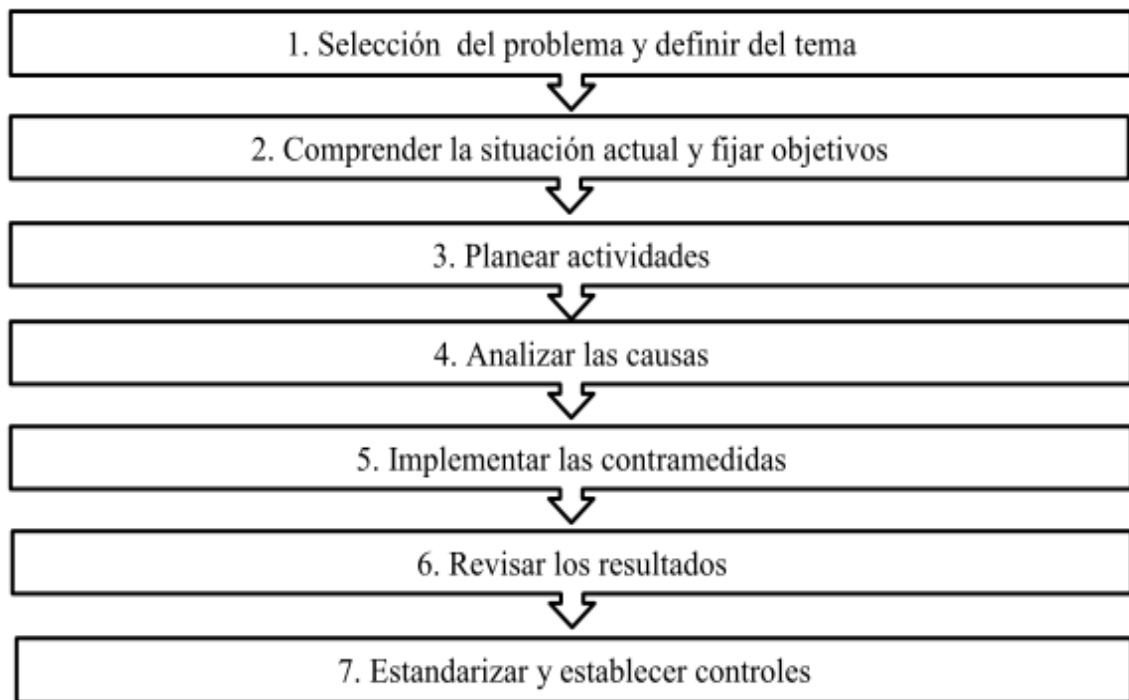 1. Selección del problema y definir del tema
2. Comprender la situación actual y fijar objetivos
3. Planear actividades
4. Analizar las causas
5. Implementar las contramedidas
6. Revisar los resultados
7. Estandarizar y establecer controles